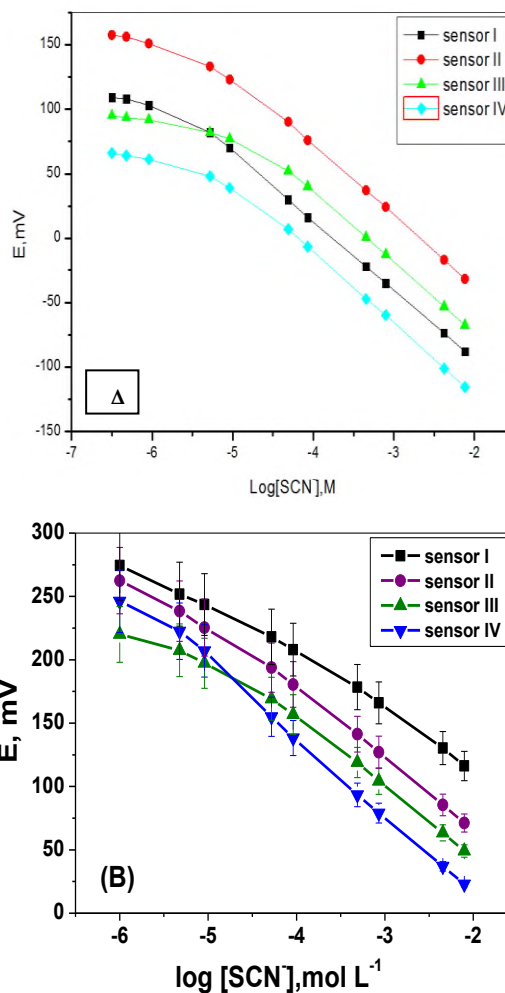 150
100
50
0
-50
-100
-150
E,mV
sensor I
sensor II
sensor III
sensor IV
Δ
-7
-6
-5
-4
-3
-2
Log[SCN⁻],M
300
250
200
150
100
50
0
E, mV
sensor I
sensor II
sensor III
sensor IV
(B)
-6
-5
-4
-3
-2
log [SCN⁻],mol L⁻¹